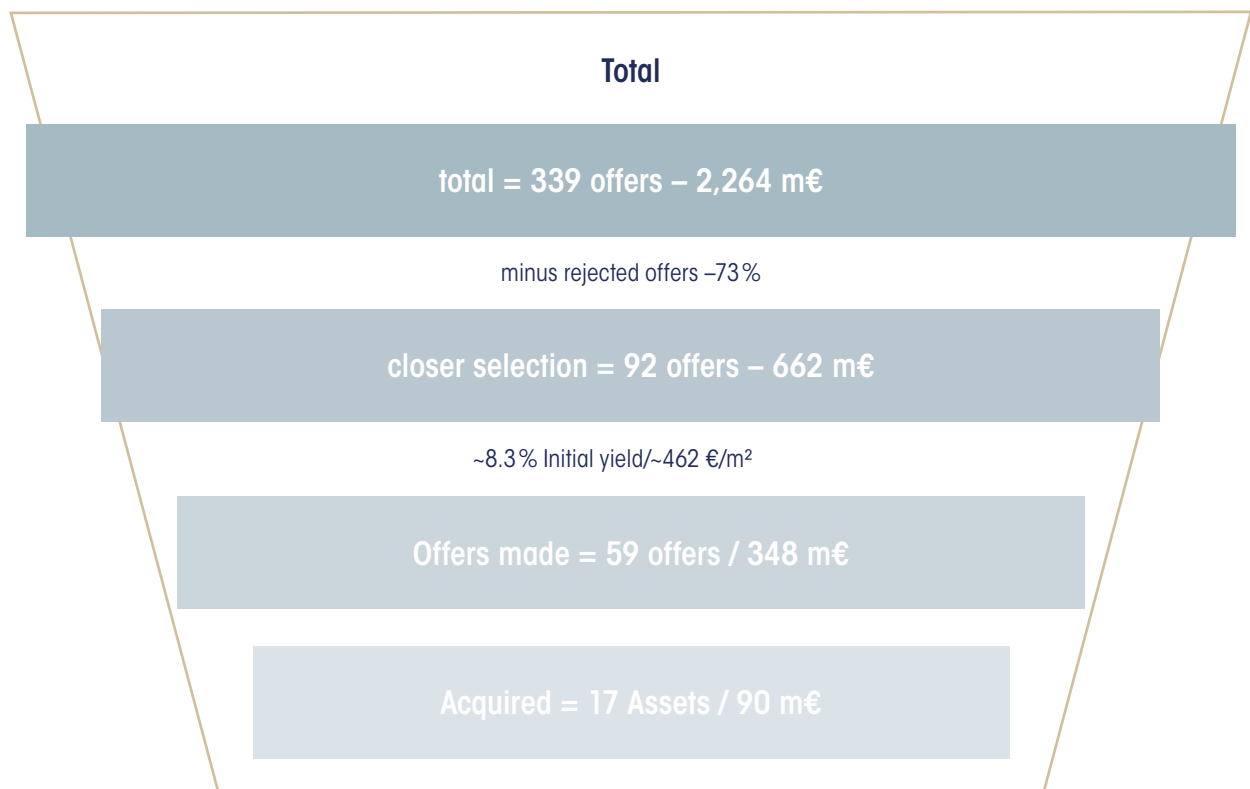 Total
total = 339 offers – 2,264 m€
minus rejected offers –73 %
closer selection = 92 offers – 662 m€
~8.3 % Initial yield/~462 €/m²
Offers made = 59 offers / 348 m€
Acquired = 17 Assets / 90 m€